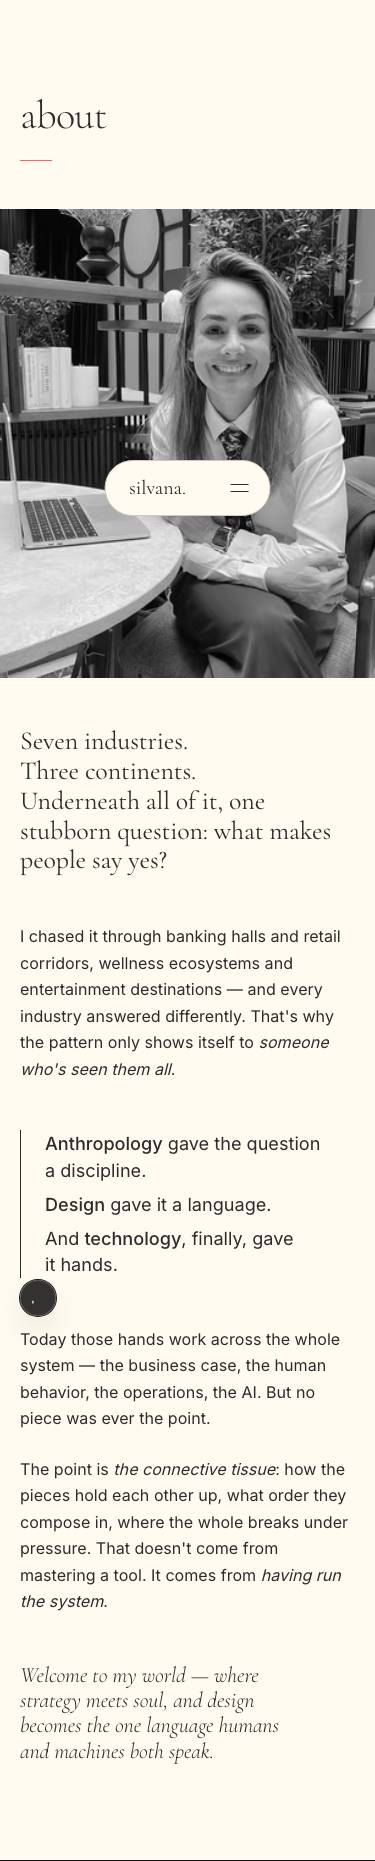 about
silvana.
Seven industries.
Three continents.
Underneath all of it, one
stubborn question: what makes
people say yes?
I chased it through banking halls and retail
corridors, wellness ecosystems and
entertainment destinations — and every
industry answered differently. That's why
the pattern only shows itself to someone
who's seen them all.
Anthropology gave the question
a discipline.
Design gave it a language.
And technology, finally, gave
it hands.
Today those hands work across the whole
system — the business case, the human
behavior, the operations, the AI. But no
piece was ever the point.
The point is the connective tissue: how the
pieces hold each other up, what order they
compose in, where the whole breaks under
pressure. That doesn't come from
mastering a tool. It comes from having run
the system.
Welcome to my world — where
strategy meets soul, and design
becomes the one language humans
and machines both speak.